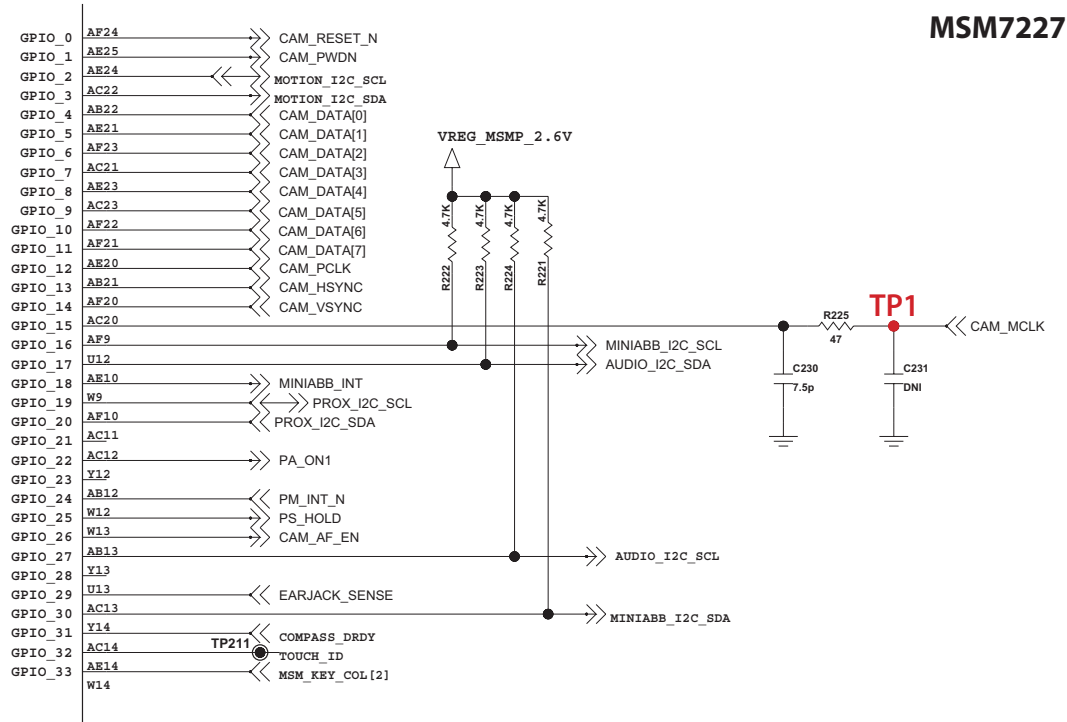 MSM7227
GPIO_0 AF24 CAM_RESET_N
GPIO_1 AE25 CAM_PWDN
GPIO_2 AE24 MOTION_I2C_SCL
GPIO_3 AC22 MOTION_I2C_SDA
GPIO_4 AB22 CAM_DATA[0]
GPIO_5 AE21 CAM_DATA[1]
GPIO_6 AF23 CAM_DATA[2]
GPIO_7 AC21 CAM_DATA[3]
GPIO_8 AE23 CAM_DATA[4]
GPIO_9 AC23 CAM_DATA[5]
GPIO_10 AF22 CAM_DATA[6]
GPIO_11 AF21 CAM_DATA[7]
GPIO_12 AE20 CAM_PCLK
GPIO_13 AB21 CAM_HSYNC
GPIO_14 AF20 CAM_VSYNC
GPIO_15 AC20
GPIO_16 AF9 MINIABB_I2C_SCL
GPIO_17 U12 AUDIO_I2C_SDA
GPIO_18 AE10 MINIABB_INT
GPIO_19 W9 PROX_I2C_SCL
GPIO_20 AF10 PROX_I2C_SDA
GPIO_21 AC11
GPIO_22 AC12 PA_ON1
GPIO_23 Y12
GPIO_24 AB12 PM_INT_N
GPIO_25 W12 PS_HOLD
GPIO_26 W13 CAM_AF_EN
GPIO_27 AB13 AUDIO_I2C_SCL
GPIO_28 Y13
GPIO_29 U13 EARJACK_SENSE
GPIO_30 AC13 MINIABB_I2C_SDA
GPIO_31 Y14 COMPASS_DRDY
GPIO_32 AC14 TP211 TOUCH_ID
GPIO_33 AE14 MSM_KEY_COL[2]
W14
VREG_MSMP_2.6V
4.7K 4.7K 4.7K 4.7K
R222 R223 R224 R221
TP1
R225
47
CAM_MCLK
C230
7.5p
C231
DNI